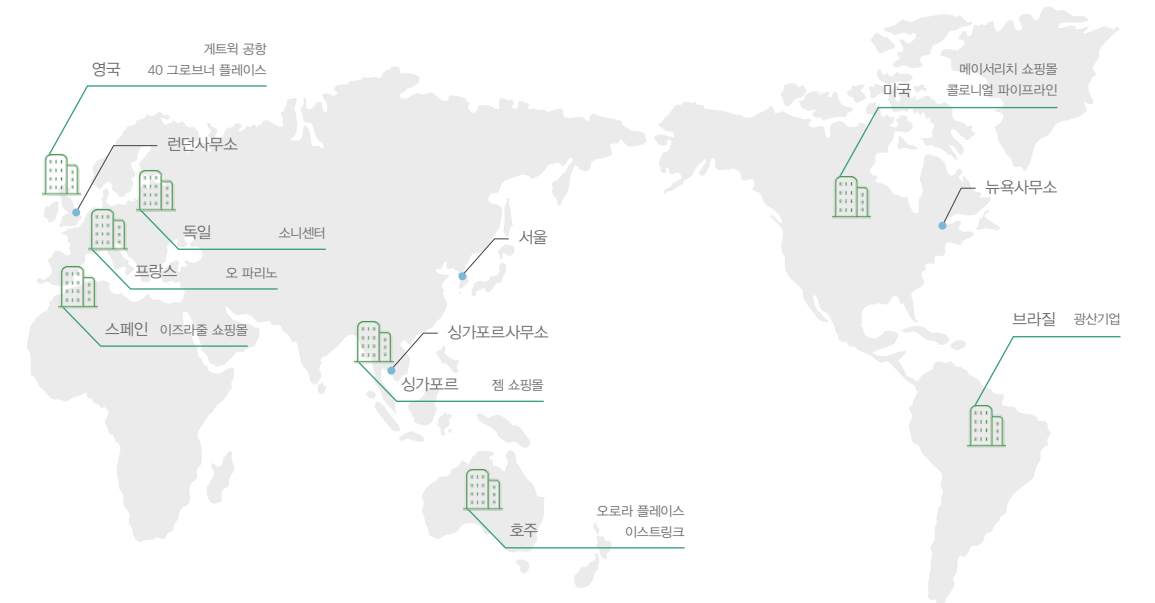 게트윅 공항
영국 40 그로브너 플레이스
런던사무소
독일 소니센터
프랑스 오 파리노
스페인 이즈라줄 쇼핑몰
서울
싱가포르사무소
싱가포르 젬 쇼핑몰
오로라 플레이스
호주 이스트링크
메이서리치 쇼핑몰
미국 콜로니얼 파이프라인
뉴욕사무소
브라질 광산기업